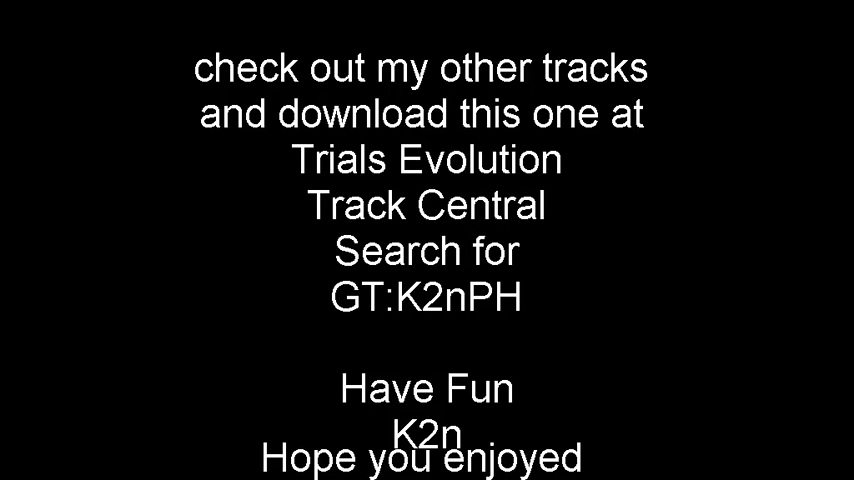 check out my other tracks
and download this one at
Trials Evolution
Track Central
Search for
GT:K2nPH
Have Fun
K2n
Hope you enjoyed